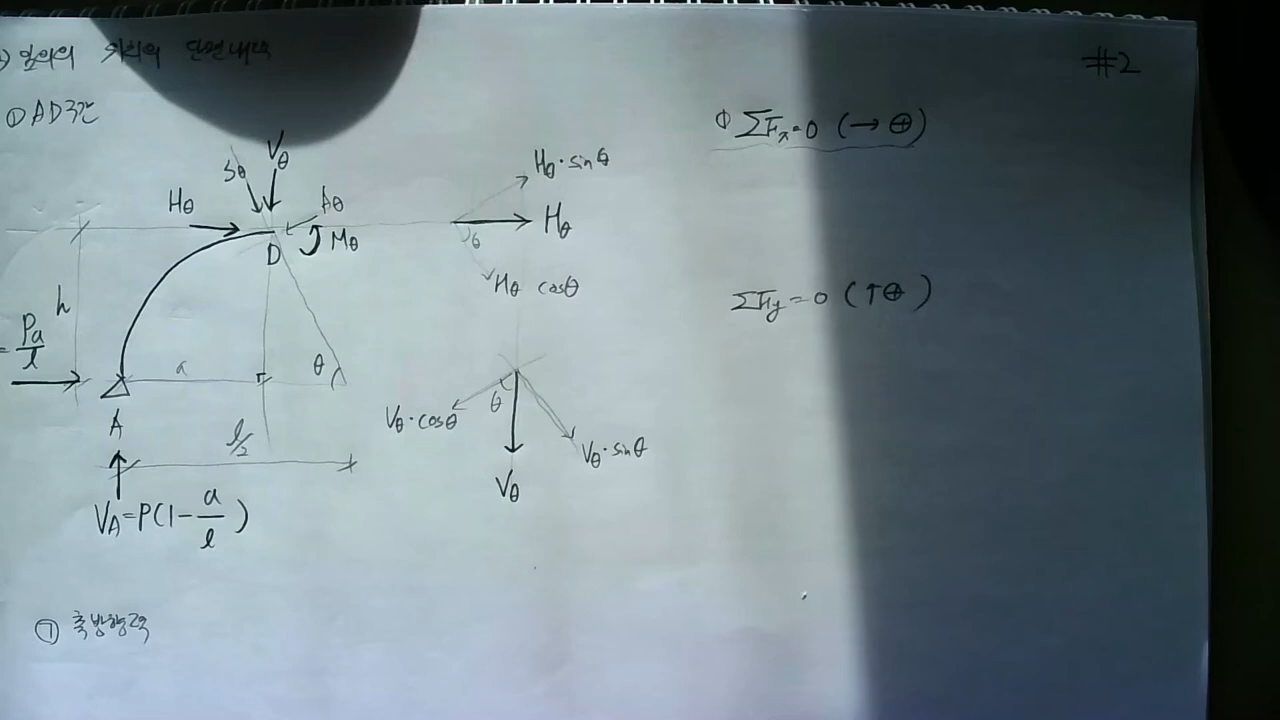 임의의 위치의 단면내력
#2
① AD구간
Vθ
Sθ
Hθ
Aθ
Mθ
D
h
= Pa/l
a
θ
A
l/2
VA=P(1-a/l)
Hθ·sinθ
Hθ
θ
Hθ cosθ
Vθ·cosθ
θ
Vθ·sinθ
Vθ
㉠ 축방향력
ΣFx=0 (→⊕)
ΣFy=0 (↑⊕)